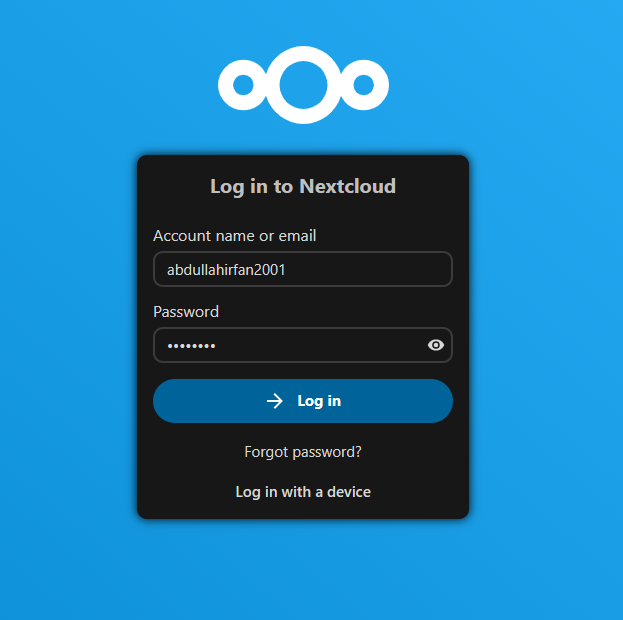 Log in to Nextcloud
Account name or email
abdullahirfan2001
Password
••••••••
Log in
Forgot password?
Log in with a device